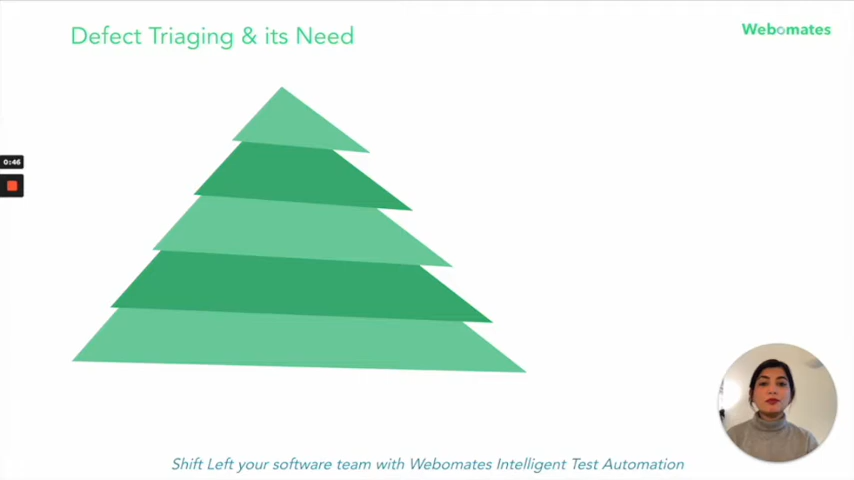 Defect Triaging & its Need
Webomates
0:46
Shift Left your software team with Webomates Intelligent Test Automation